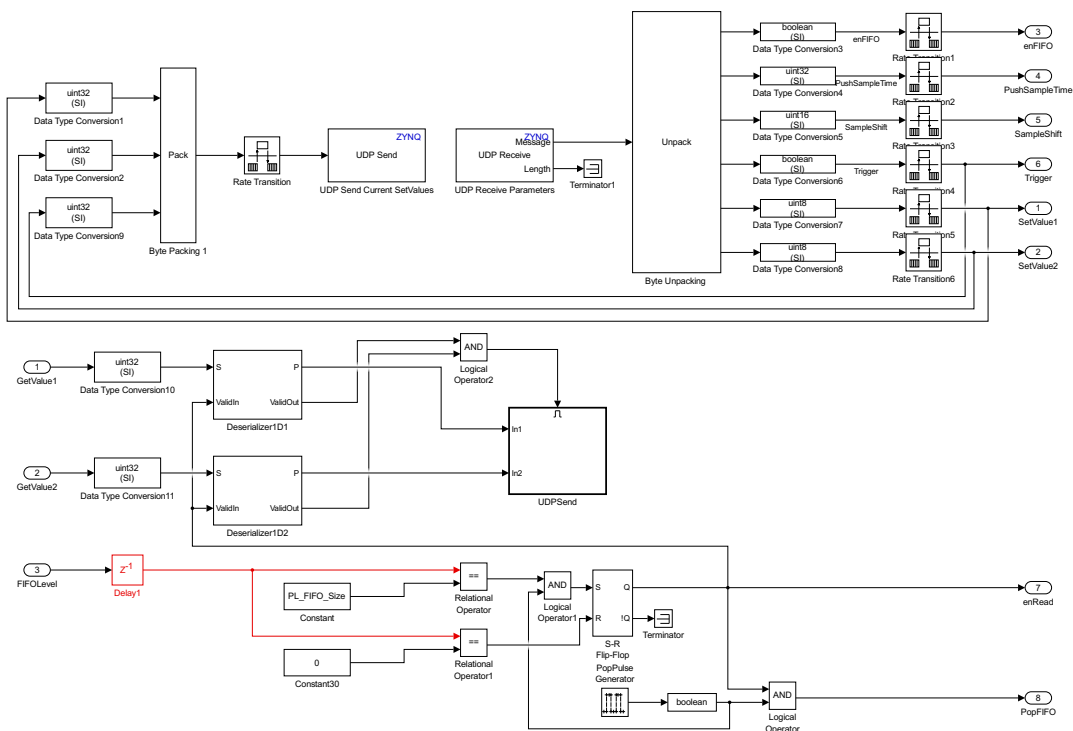 boolean
(SI)
Data Type Conversion3
enFIFO
Rate Transition1
3
enFIFO
uint32
(SI)
Data Type Conversion4
PushSampleTime
Rate Transition2
4
PushSampleTime
uint16
(SI)
Data Type Conversion5
SampleShift
Rate Transition3
5
SampleShift
boolean
(SI)
Data Type Conversion6
Trigger
Rate Transition4
6
Trigger
uint8
(SI)
Data Type Conversion7
Rate Transition5
1
SetValue1
uint8
(SI)
Data Type Conversion8
Rate Transition6
2
SetValue2
uint32
(SI)
Data Type Conversion1
uint32
(SI)
Data Type Conversion2
uint32
(SI)
Data Type Conversion9
Pack
Byte Packing 1
Rate Transition
ZYNQ
UDP Send
UDP Send Current SetValues
ZYNQ
Message
UDP Receive
Length
UDP Receive Parameters
Terminator1
Unpack
Byte Unpacking
1
GetValue1
uint32
(SI)
Data Type Conversion10
S
P
ValidIn
ValidOut
Deserializer1D1
AND
Logical
Operator2
In1
In2
UDPSend
2
GetValue2
uint32
(SI)
Data Type Conversion11
S
P
ValidIn
ValidOut
Deserializer1D2
3
FIFOLevel
Z-1
Delay1
PL_FIFO_Size
Constant
==
Relational
Operator
0
Constant30
==
Relational
Operator1
AND
Logical
Operator1
S
Q
R
!Q
S-R
Flip-Flop
Terminator
PopPulse
Generator
boolean
AND
Logical
Operator
7
enRead
8
PopFIFO